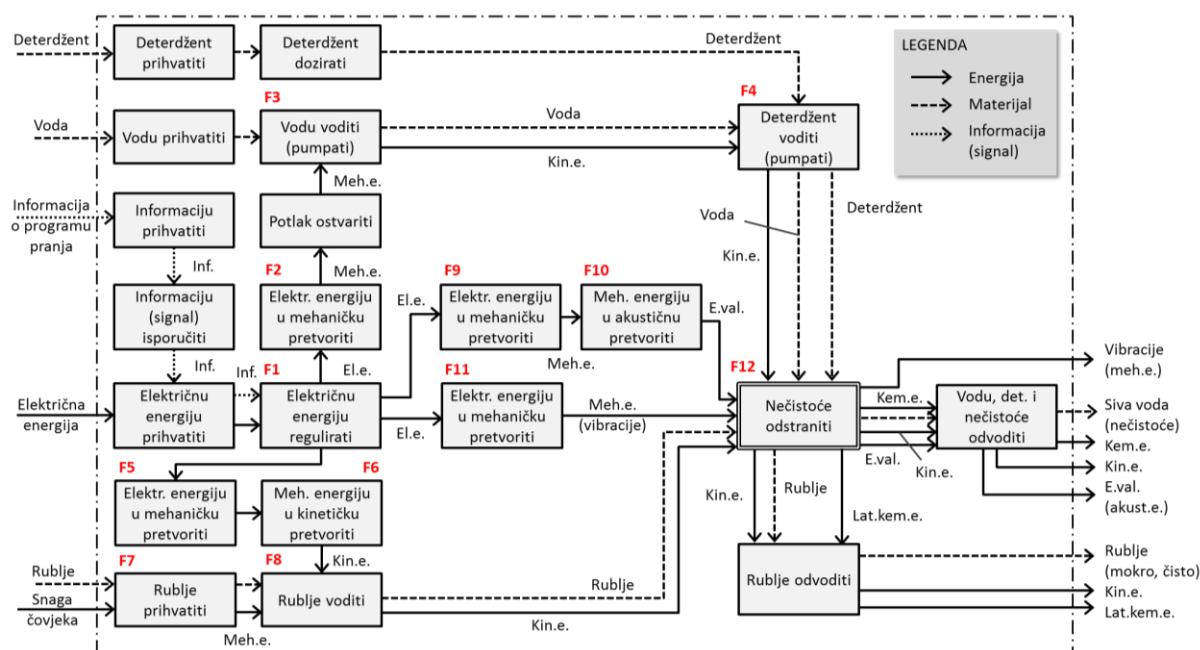 Deterdžent
Deterdžent
prihvatiti
Deterdžent
dozirati
Deterdžent
LEGENDA
Energija
Materijal
Informacija
(signal)
F3
F4
Voda
Vodu prihvatiti
Vodu voditi
(pumpati)
Voda
Kin.e.
Deterdžent
voditi
(pumpati)
Meh.e.
Informacija
o programu
pranja
Informaciju
prihvatiti
Potlak ostvariti
Voda
Deterdžent
Kin.e.
Inf.
F2
Meh.e.
F9
F10
Informaciju
(signal)
isporučiti
Elektr. energiju
u mehaničku
pretvoriti
El.e.
Elektr. energiju
u mehaničku
pretvoriti
Meh. energiju
u akustičnu
pretvoriti
E.val.
Meh.e.
Inf.
Inf.
F1
El.e.
F11
F12
Vibracije
(meh.e.)
Električna
energija
Električnu
energiju
prihvatiti
Električnu
energiju
regulirati
El.e.
Elektr. energiju
u mehaničku
pretvoriti
Meh.e.
(vibracije)
Nečistoće
odstraniti
Kem.e.
E.val.
Kin.e.
Vodu, det. i
nečistoće
odvoditi
Siva voda
(nečistoće)
Kem.e.
Kin.e.
E.val.
(akust.e.)
F5
F6
Elektr. energiju
u mehaničku
pretvoriti
Meh. energiju
u kinetičku
pretvoriti
Kin.e.
Rublje
Lat.kem.e.
F7
F8
Kin.e.
Rublje
Snaga
čovjeka
Rublje
prihvatiti
Meh.e.
Rublje voditi
Rublje
Kin.e.
Rublje odvoditi
Rublje
(mokro, čisto)
Kin.e.
Lat.kem.e.